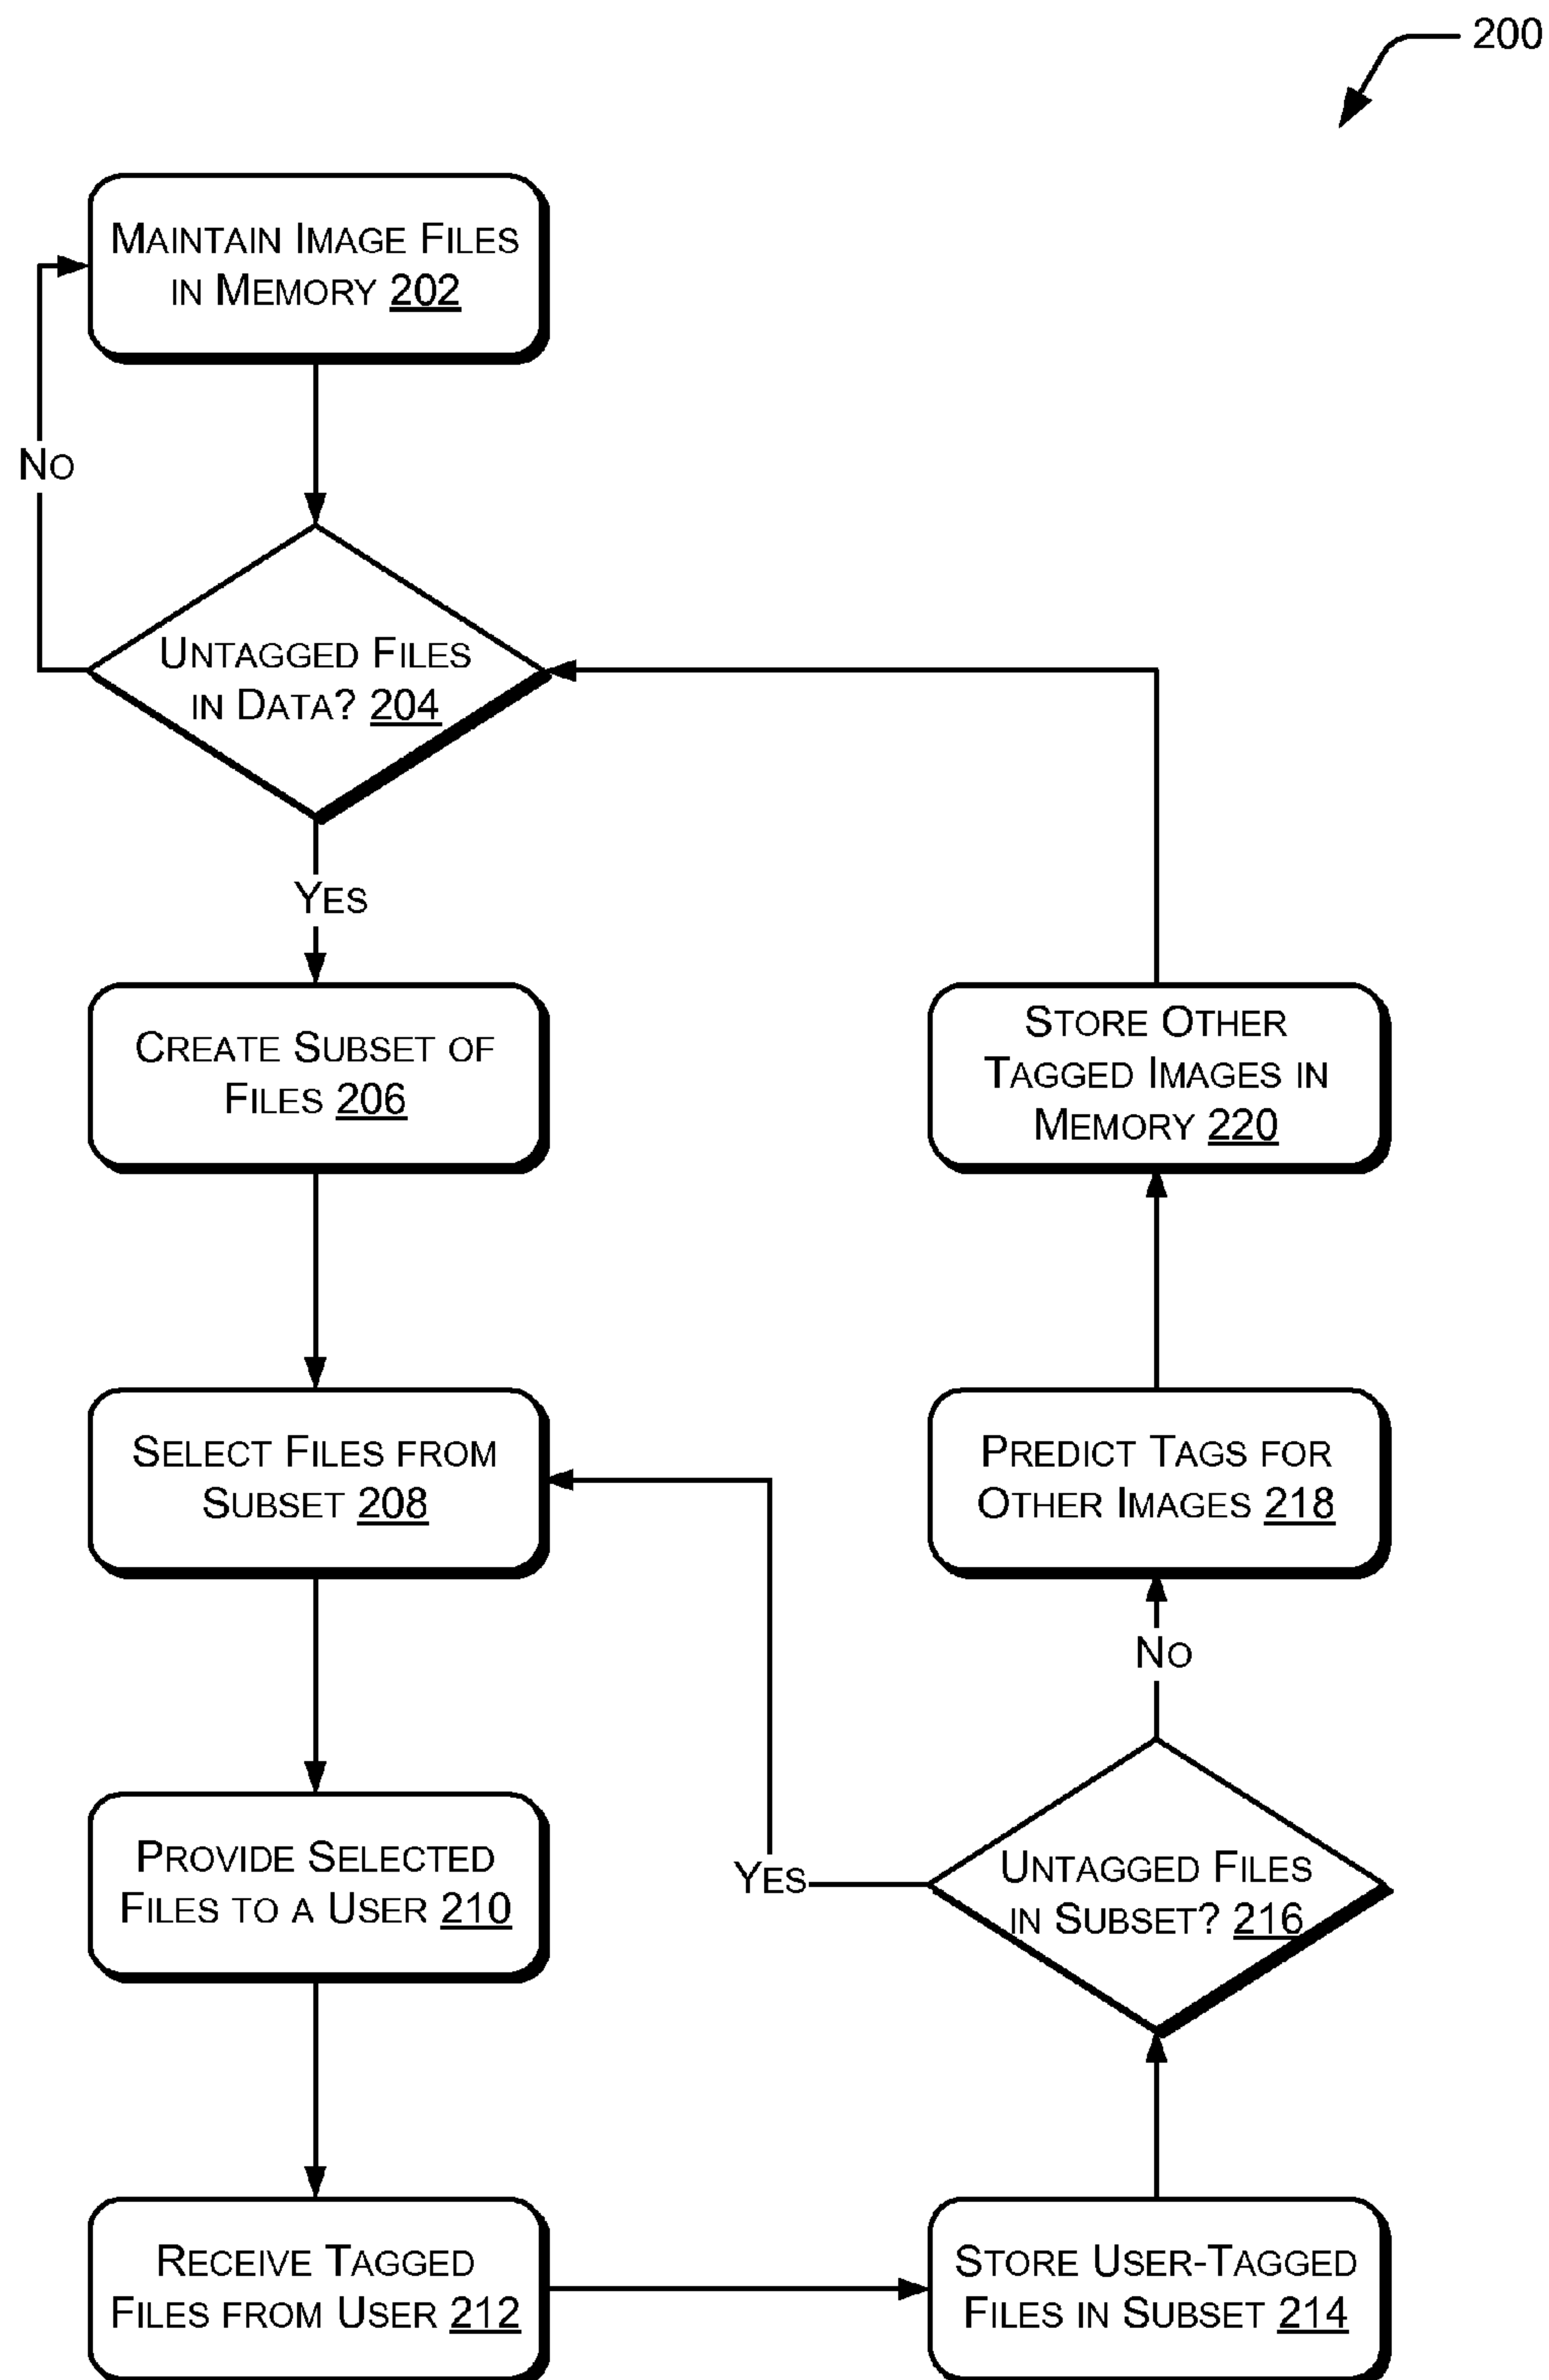 200
MAINTAIN IMAGE FILES
IN MEMORY 202
NO
UNTAGGED FILES
IN DATA? 204
YES
CREATE SUBSET OF
FILES 206
SELECT FILES FROM
SUBSET 208
PROVIDE SELECTED
FILES TO A USER 210
RECEIVE TAGGED
FILES FROM USER 212
STORE USER-TAGGED
FILES IN SUBSET 214
UNTAGGED FILES
IN SUBSET? 216
YES
NO
PREDICT TAGS FOR
OTHER IMAGES 218
STORE OTHER
TAGGED IMAGES IN
MEMORY 220